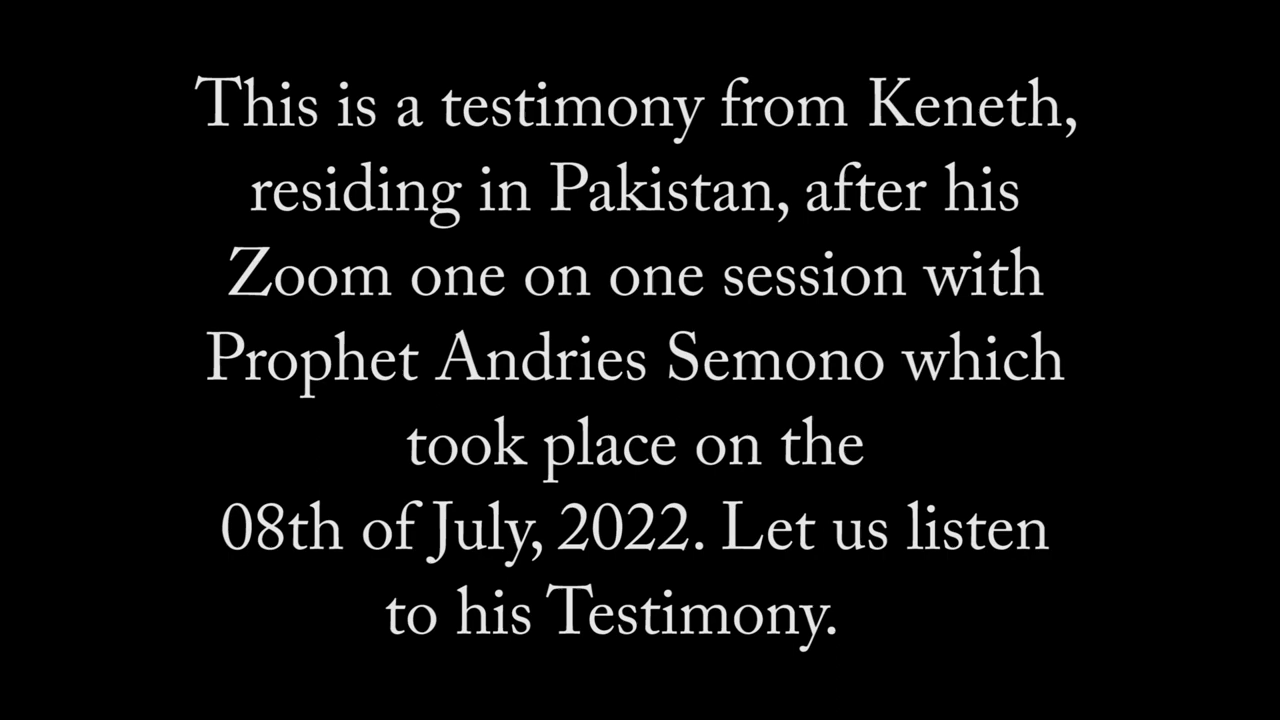 This is a testimony from Keneth,
residing in Pakistan, after his
Zoom one on one session with
Prophet Andries Semono which
took place on the
08th of July, 2022. Let us listen
to his Testimony.